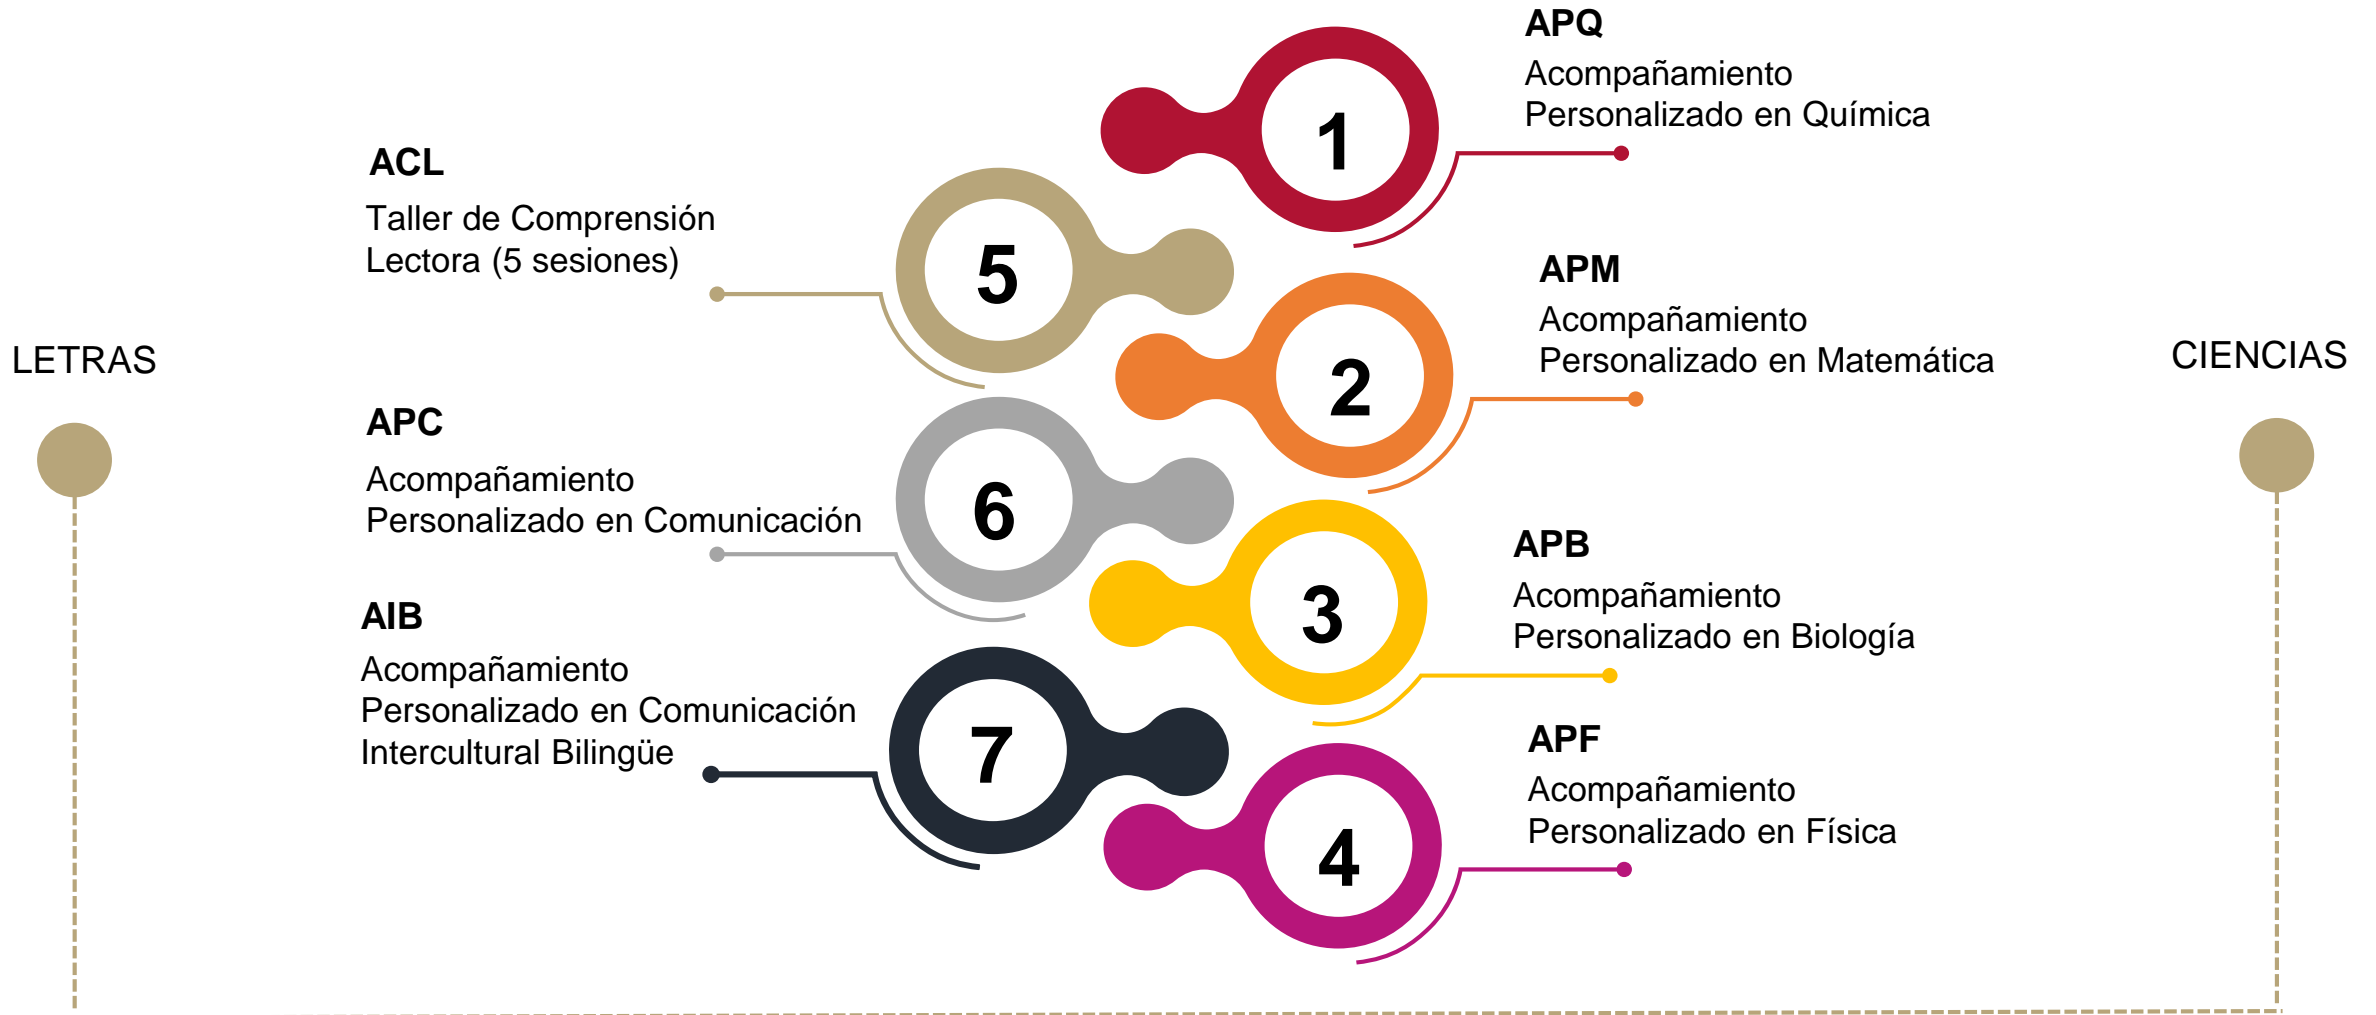 LETRAS
ACL
Taller de Comprensión
Lectora (5 sesiones)
5
APC
Acompañamiento
Personalizado en Comunicación
6
AIB
Acompañamiento
Personalizado en Comunicación
Intercultural Bilingüe
7
CIENCIAS
1
APQ
Acompañamiento
Personalizado en Química
2
APM
Acompañamiento
Personalizado en Matemática
3
APB
Acompañamiento
Personalizado en Biología
4
APF
Acompañamiento
Personalizado en Física